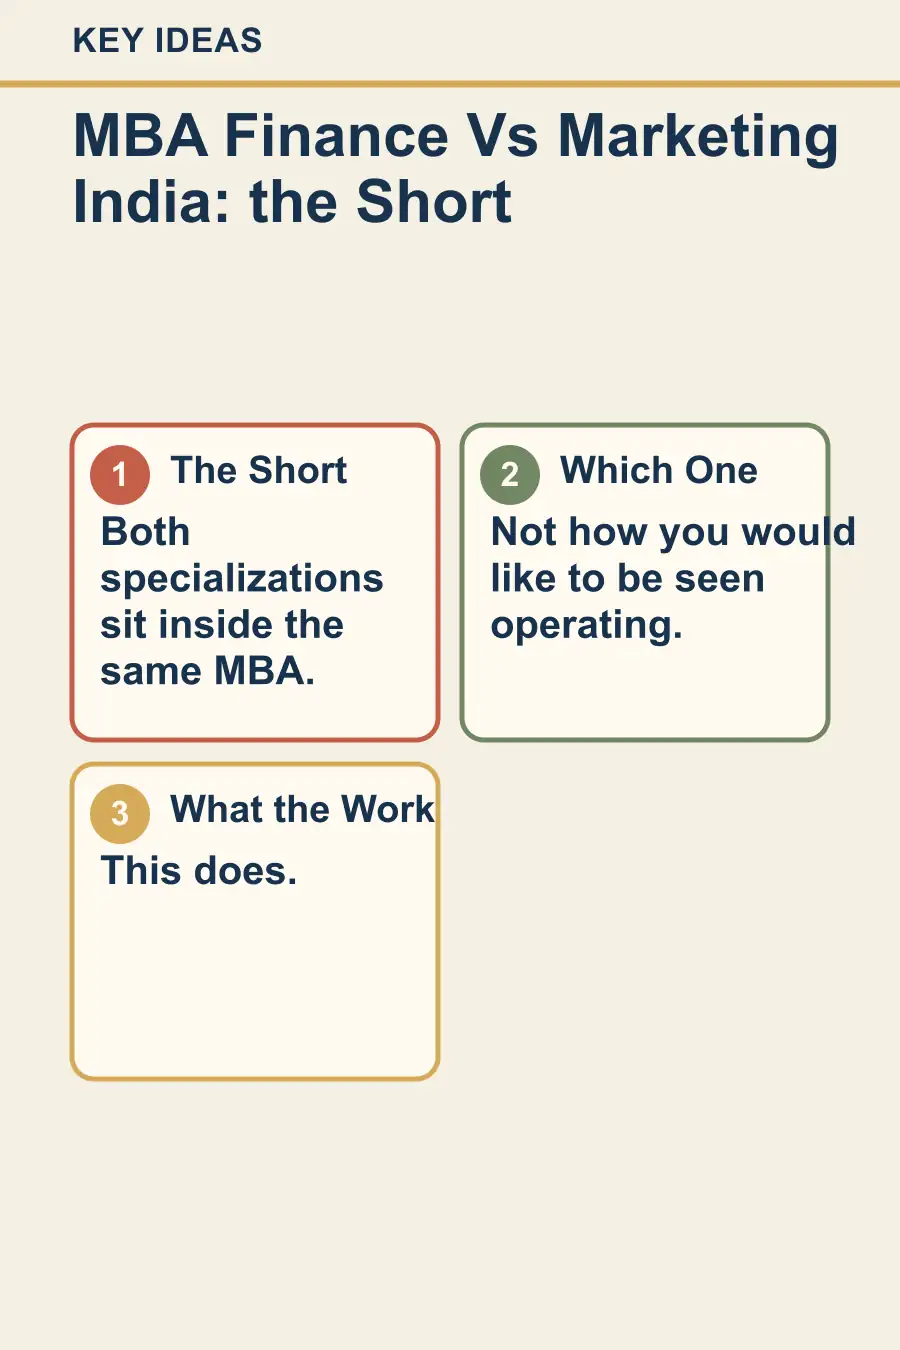 KEY IDEAS
MBA Finance Vs Marketing
India: the Short
1 The Short
Both
specializations
sit inside the
same MBA.
2 Which One
Not how you would
like to be seen
operating.
3 What the Work
This does.